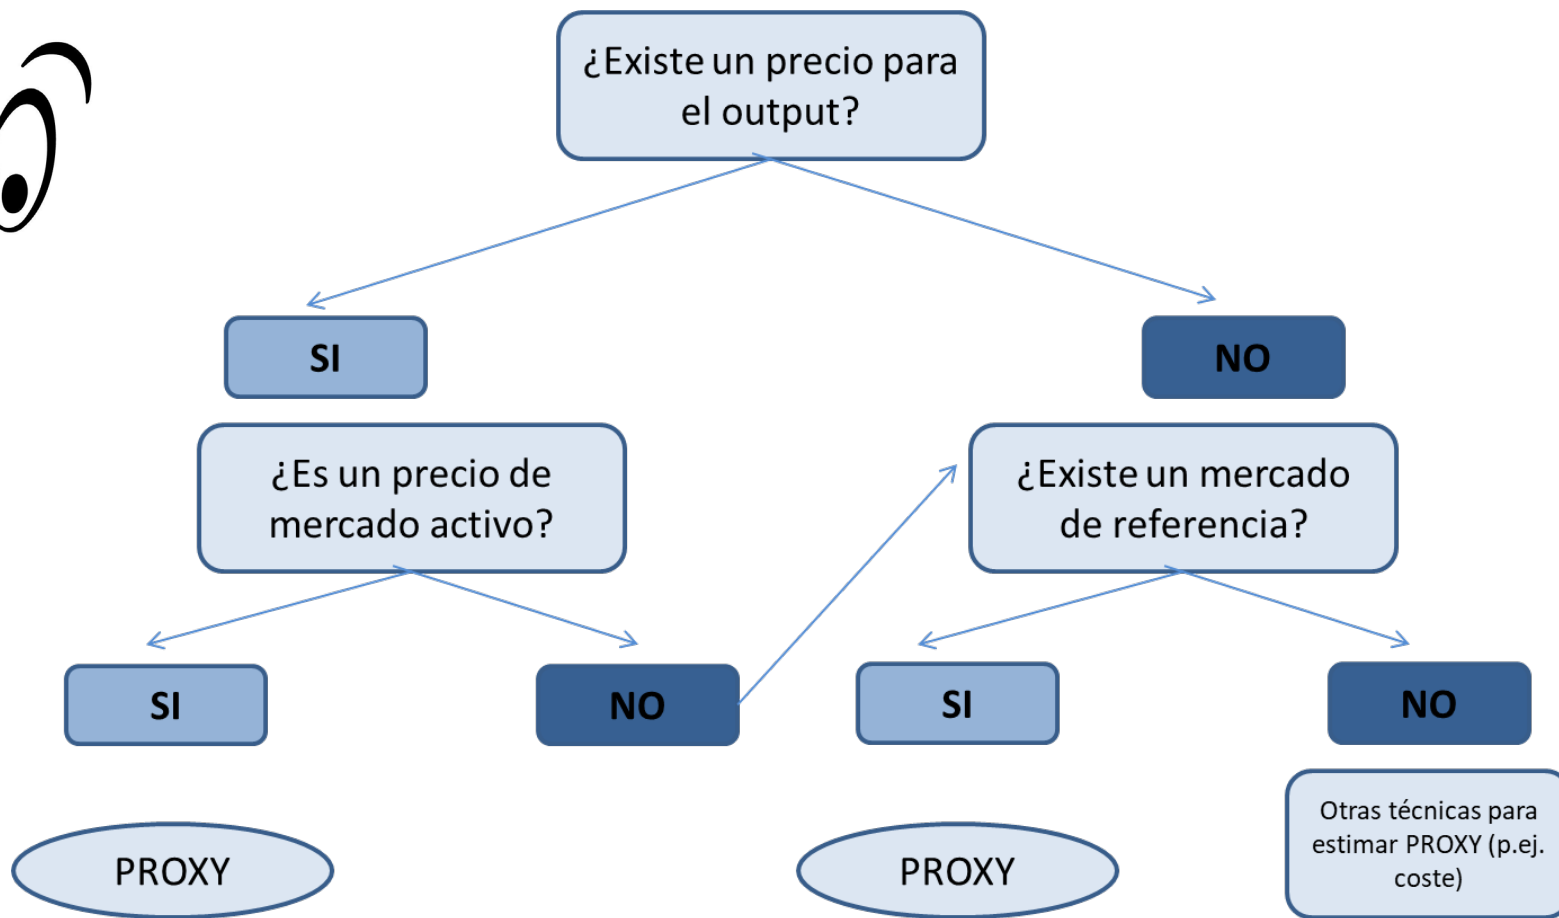 ¿Existe un precio para
el output?
SI
NO
¿Es un precio de
mercado activo?
¿Existe un mercado
de referencia?
SI
NO
SI
NO
PROXY
PROXY
Otras técnicas para
estimar PROXY (p.ej.
coste)